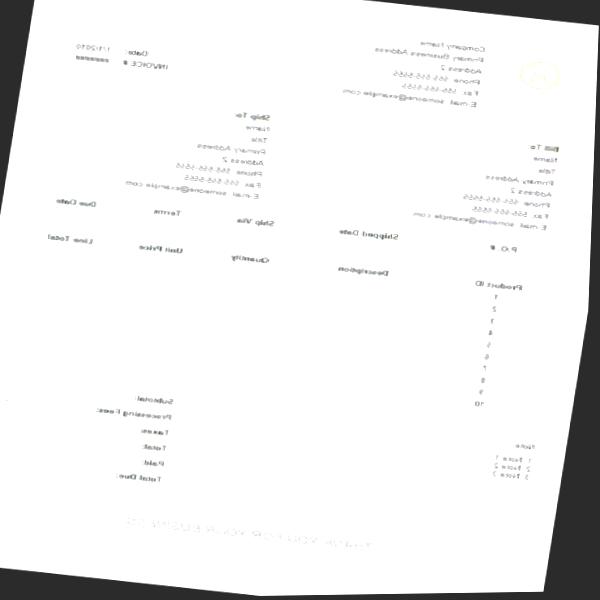 Company Name
Primary Business Address
Address 2
Phone: 555-555-5555
Fax: 555-555-5555
E-mail: someone@example.com
Date: 1/1/2010
INVOICE # #######
Bill To:
Name
Title
Primary Address
Address 2
Phone: 555-555-5555
Fax: 555-555-5555
E-mail: someone@example.com
Ship To:
Name
Title
Primary Address
Address 2
Phone: 555-555-5555
Fax: 555-555-5555
E-mail: someone@example.com
P.O. # Shipped Date Ship Via Terms Due Date
Product ID Description Quantity Unit Price Line Total
1
2
3
4
5
6
7
8
9
10
Note:
1. Note 1
2. Note 2
3. Note 3
Subtotal:
Processing Fees:
Taxes:
Total:
Paid:
Total Due:
THANK YOU FOR YOUR BUSINESS